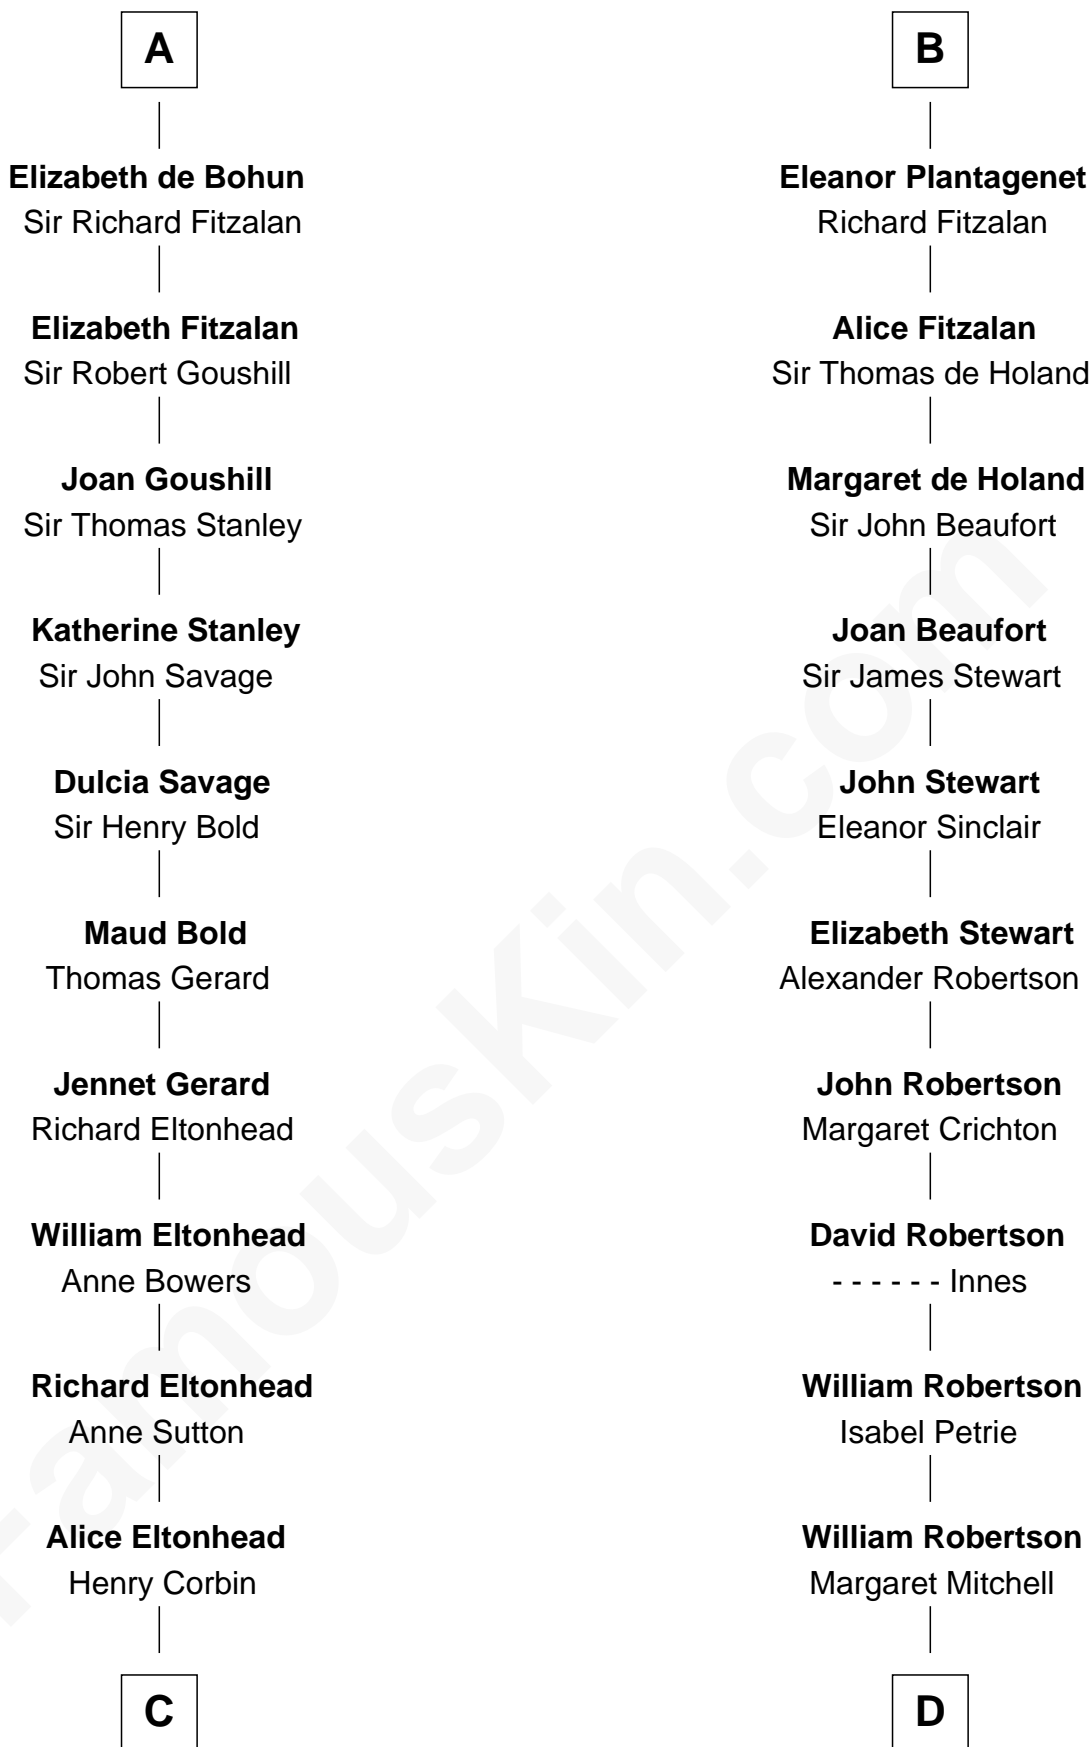 A
Elizabeth de Bohun
Sir Richard Fitzalan
Elizabeth Fitzalan
Sir Robert Goushill
Joan Goushill
Sir Thomas Stanley
Katherine Stanley
Sir John Savage
Dulcia Savage
Sir Henry Bold
Maud Bold
Thomas Gerard
Jennet Gerard
Richard Eltonhead
William Eltonhead
Anne Bowers
Richard Eltonhead
Anne Sutton
Alice Eltonhead
Henry Corbin
C
B
Eleanor Plantagenet
Richard Fitzalan
Alice Fitzalan
Sir Thomas de Holand
Margaret de Holand
Sir John Beaufort
Joan Beaufort
Sir James Stewart
John Stewart
Eleanor Sinclair
Elizabeth Stewart
Alexander Robertson
John Robertson
Margaret Crichton
David Robertson
- - - - - - Innes
William Robertson
Isabel Petrie
William Robertson
Margaret Mitchell
D
FamousKin.com